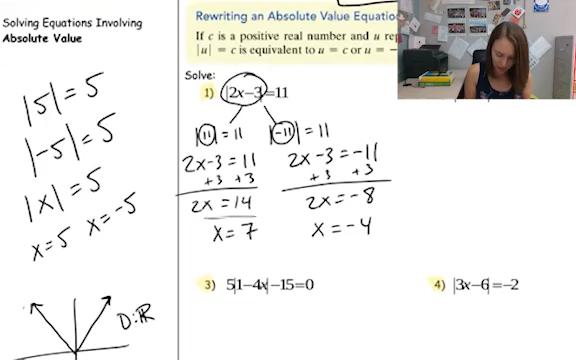 Solving Equations Involving
Absolute Value
|5| = 5
|-5| = 5
|x| = 5
x = 5 x = -5
D: ℝ
Rewriting an Absolute Value Equatio
If c is a positive real number and u rep
|u| = c is equivalent to u = c or u = −
Solve:
1) |2x−3|=11
|11| = 11 |-11| = 11
2x-3 = 11 2x-3 = -11
+3 +3 +3 +3
2x = 14 2x = -8
x = 7 x = -4
3) 5|1−4x|−15=0
4) |3x−6|=−2